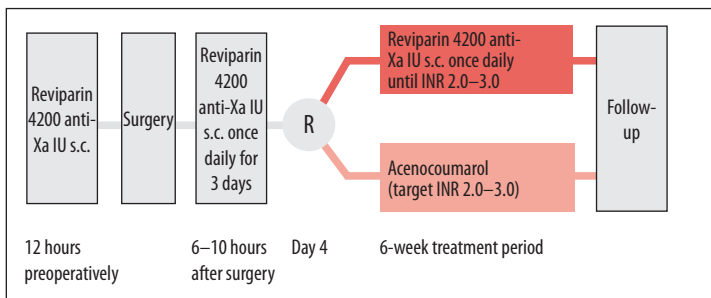 Reviparin
4200 anti-
Xa IU s.c.
Surgery
Reviparin
4200
anti-Xa IU
s.c. once
daily for
3 days
R
Reviparin 4200 anti-
Xa IU s.c. once daily
until INR 2.0–3.0
Acenocoumarol
(target INR 2.0–3.0)
Follow-
up
12 hours
preoperatively
6–10 hours
after surgery
Day 4
6-week treatment period